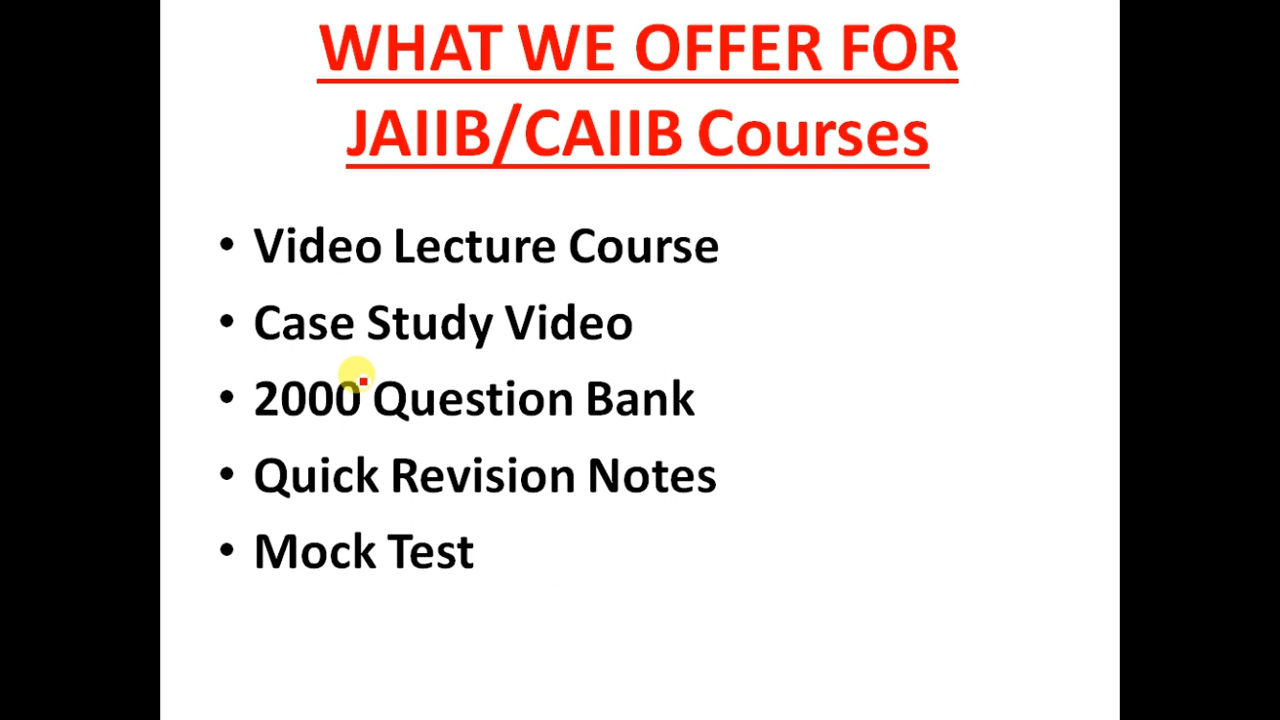 WHAT WE OFFER FOR
JAIIB/CAIIB Courses
• Video Lecture Course
• Case Study Video
• 2000 Question Bank
• Quick Revision Notes
• Mock Test